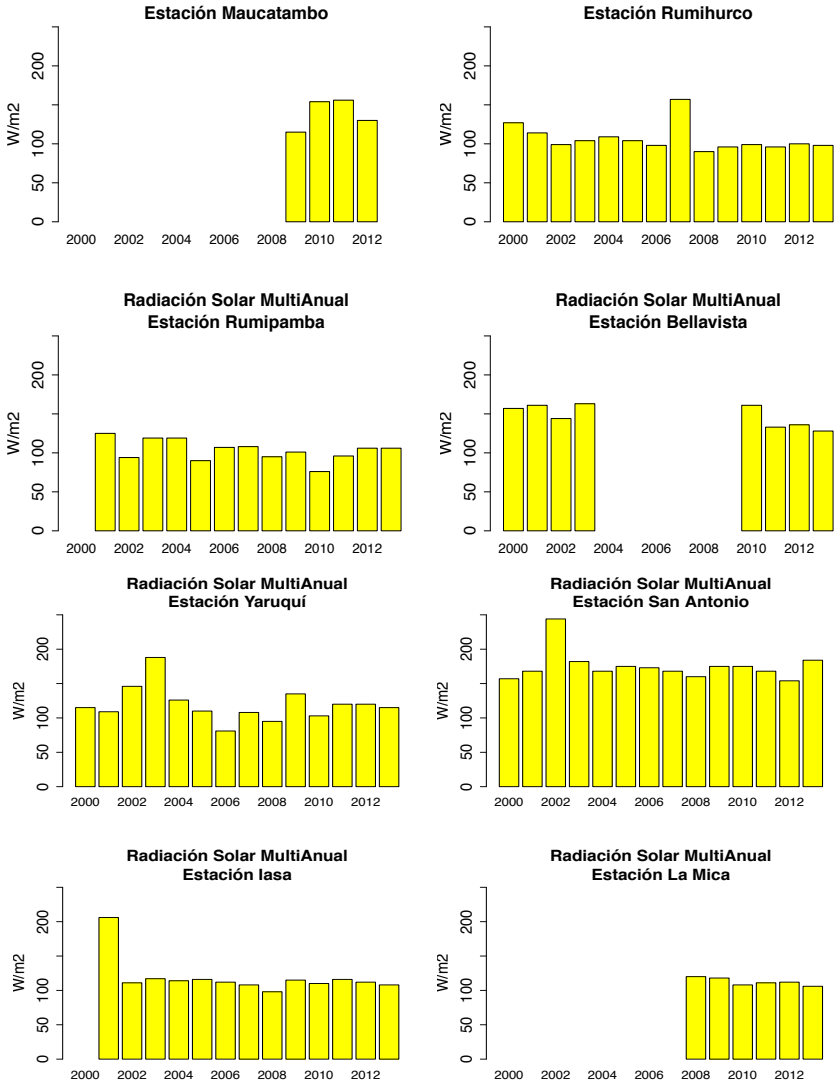 Estación Maucatambo
W/m2
0 50 100 200
2000 2002 2004 2006 2008 2010 2012
Estación Rumihurco
W/m2
0 50 100 200
2000 2002 2004 2006 2008 2010 2012
Radiación Solar MultiAnual
Estación Rumipamba
W/m2
0 50 100 200
2000 2002 2004 2006 2008 2010 2012
Radiación Solar MultiAnual
Estación Bellavista
W/m2
0 50 100 200
2000 2002 2004 2006 2008 2010 2012
Radiación Solar MultiAnual
Estación Yaruquí
W/m2
0 50 100 200
2000 2002 2004 2006 2008 2010 2012
Radiación Solar MultiAnual
Estación San Antonio
W/m2
0 50 100 200
2000 2002 2004 2006 2008 2010 2012
Radiación Solar MultiAnual
Estación Iasa
W/m2
0 50 100 200
2000 2002 2004 2006 2008 2010 2012
Radiación Solar MultiAnual
Estación La Mica
W/m2
0 50 100 200
2000 2002 2004 2006 2008 2010 2012